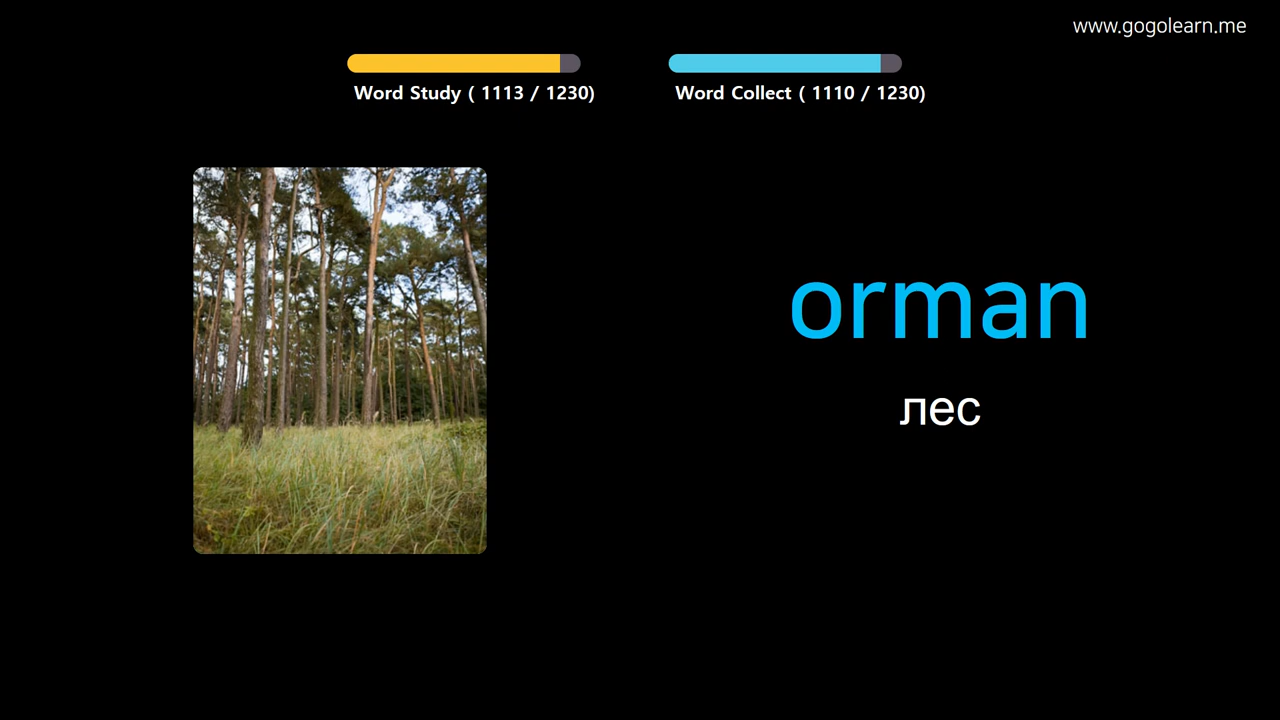 www.gogolearn.me
Word Study ( 1113 / 1230)
Word Collect ( 1110 / 1230)
orman
лес